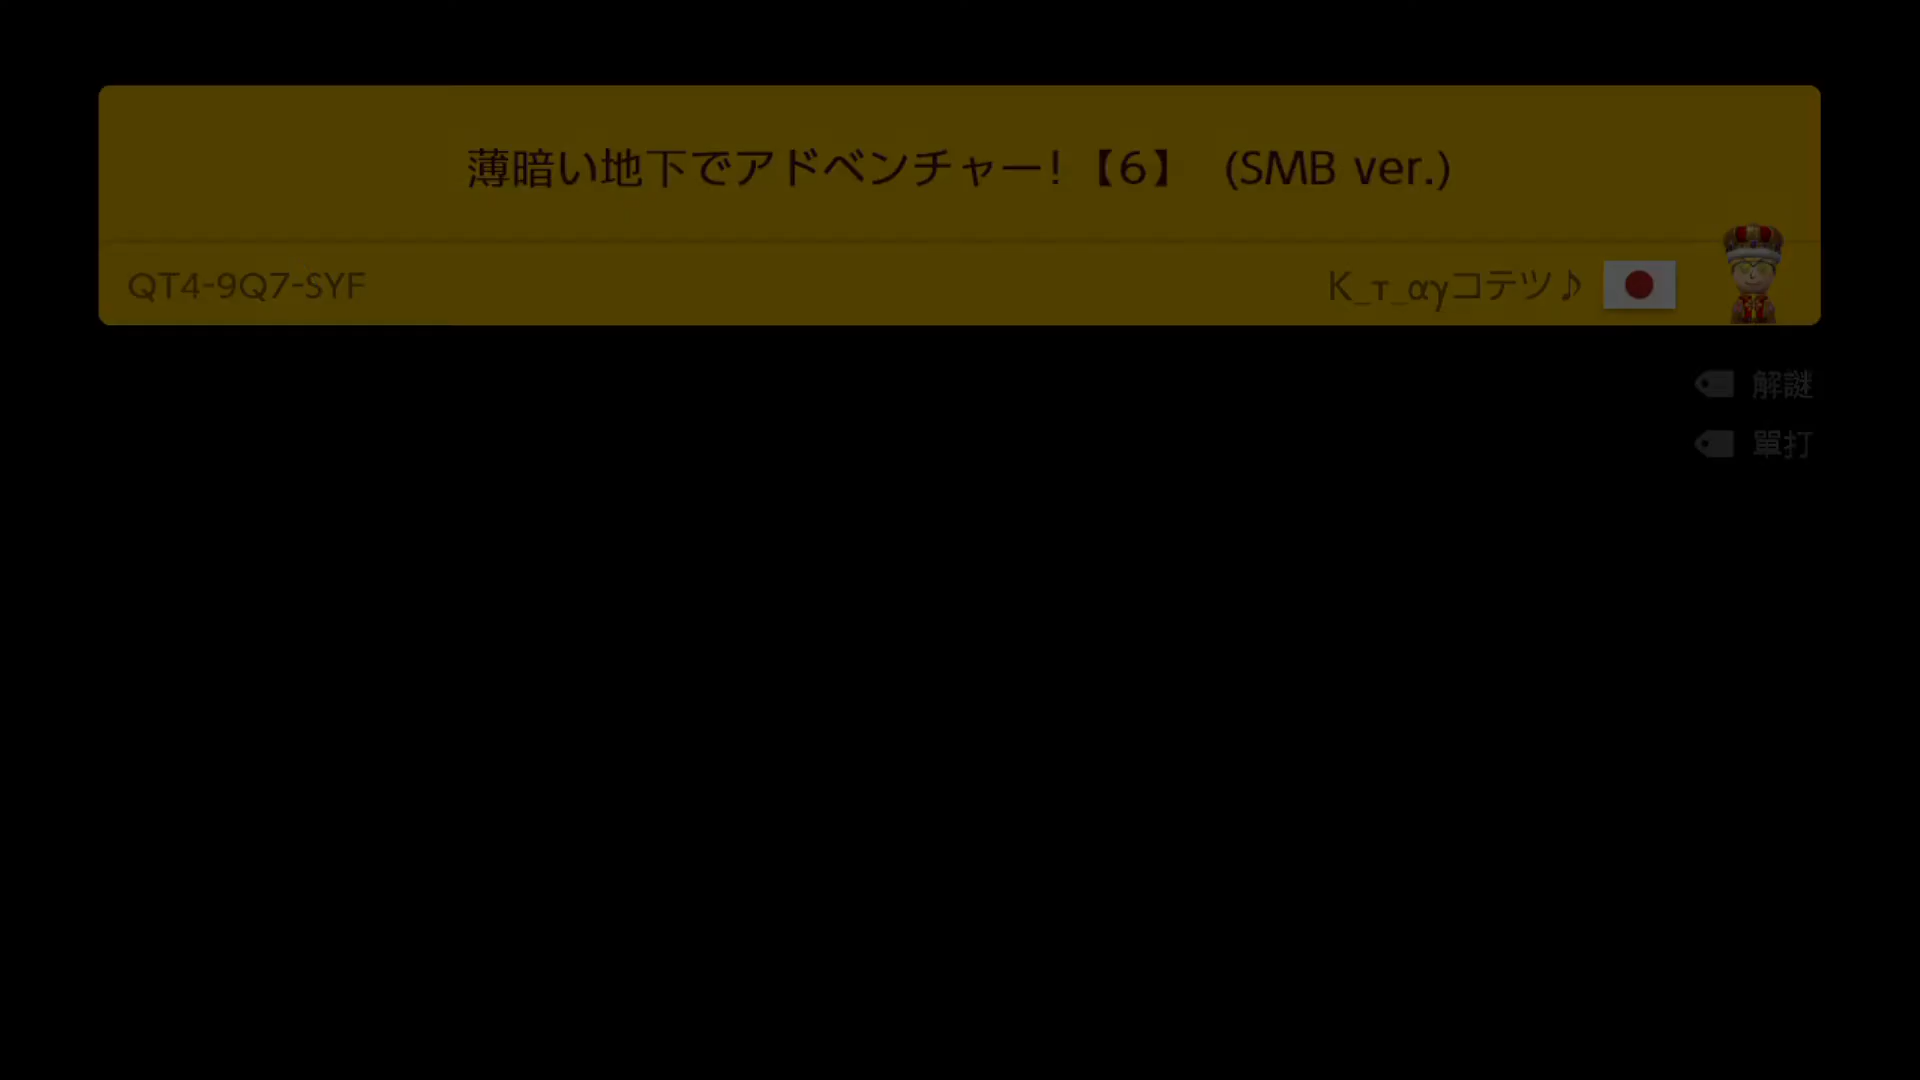 薄暗い地下でアドベンチャー!【6】 (SMB ver.)
QT4-9Q7-SYF
K_τ_αγコテツ♪
解謎
單打